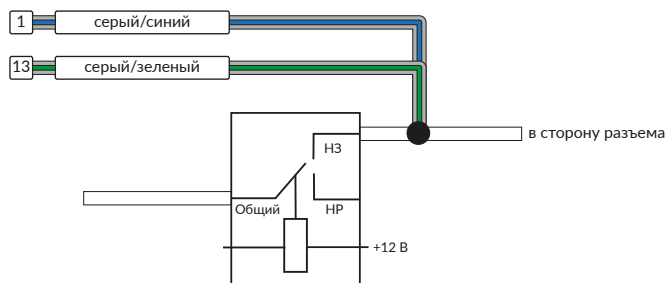 1 серый/синий
13 серый/зеленый
в сторону разъема
НЗ
Общий НР
+12 В